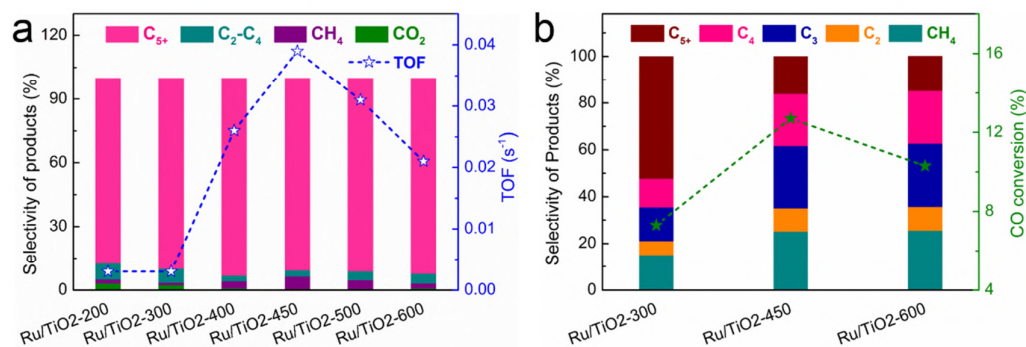 a
C5+ C2-C4 CH4 CO2
TOF
Selectivity of products (%)
120
90
60
30
0
0.04
0.03
0.02
0.01
0.00
TOF (s-1)
Ru/TiO2-200
Ru/TiO2-300
Ru/TiO2-400
Ru/TiO2-450
Ru/TiO2-500
Ru/TiO2-600
b
C5+ C4 C3 C2 CH4
Selectivity of Products (%)
100
80
60
40
20
0
16
12
8
4
CO conversion (%)
Ru/TiO2-300
Ru/TiO2-450
Ru/TiO2-600